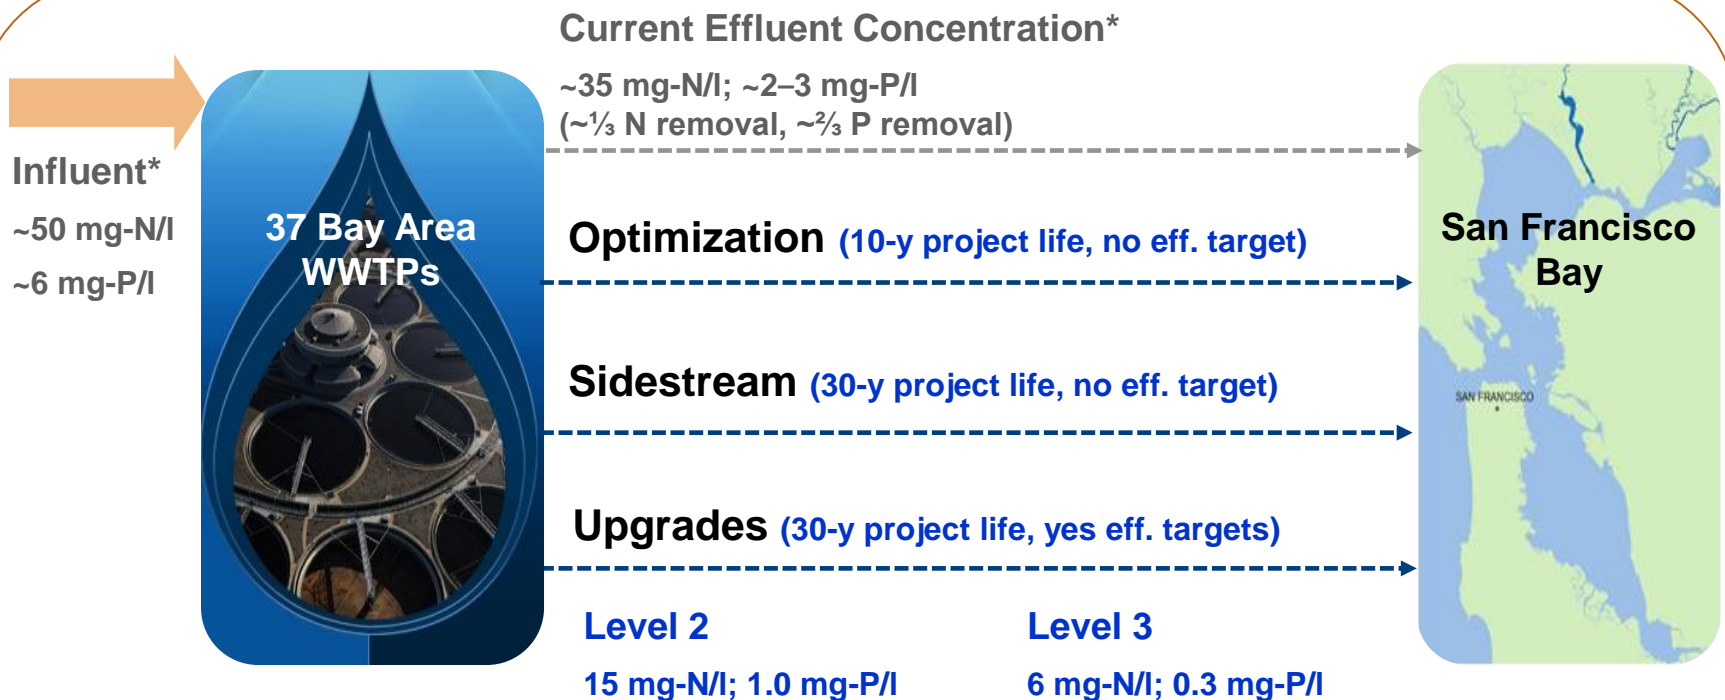 Current Effluent Concentration*
~35 mg-N/l; ~2–3 mg-P/l
(~⅓ N removal, ~⅔ P removal)
Influent*
~50 mg-N/l
~6 mg-P/l
37 Bay Area
WWTPs
Optimization (10-y project life, no eff. target)
Sidestream (30-y project life, no eff. target)
Upgrades (30-y project life, yes eff. targets)
Level 2
15 mg-N/l; 1.0 mg-P/l
Level 3
6 mg-N/l; 0.3 mg-P/l
San Francisco
Bay
SAN FRANCISCO